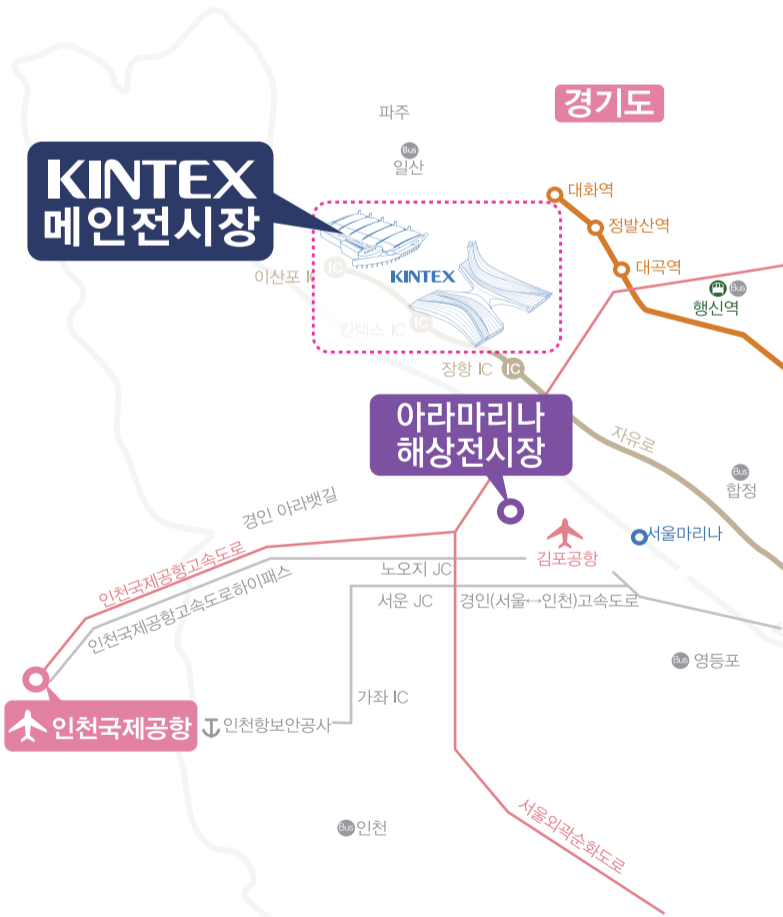 경기도
파주
Bus
일산
KINTEX
메인전시장
대화역
정발산역
대곡역
이산포 IC
IC
KINTEX
Bus
행신역
킨텍스 IC
IC
장항 IC
IC
아라마리나
해상전시장
자유로
Bus
합정
경인 아라뱃길
서울마리나
김포공항
인천국제공항고속도로
인천국제공항고속도로하이패스
노오지 JC
서운 JC
경인(서울↔인천)고속도로
Bus 영등포
가좌 IC
인천국제공항
인천항보안공사
서울외곽순화도로
Bus 인천